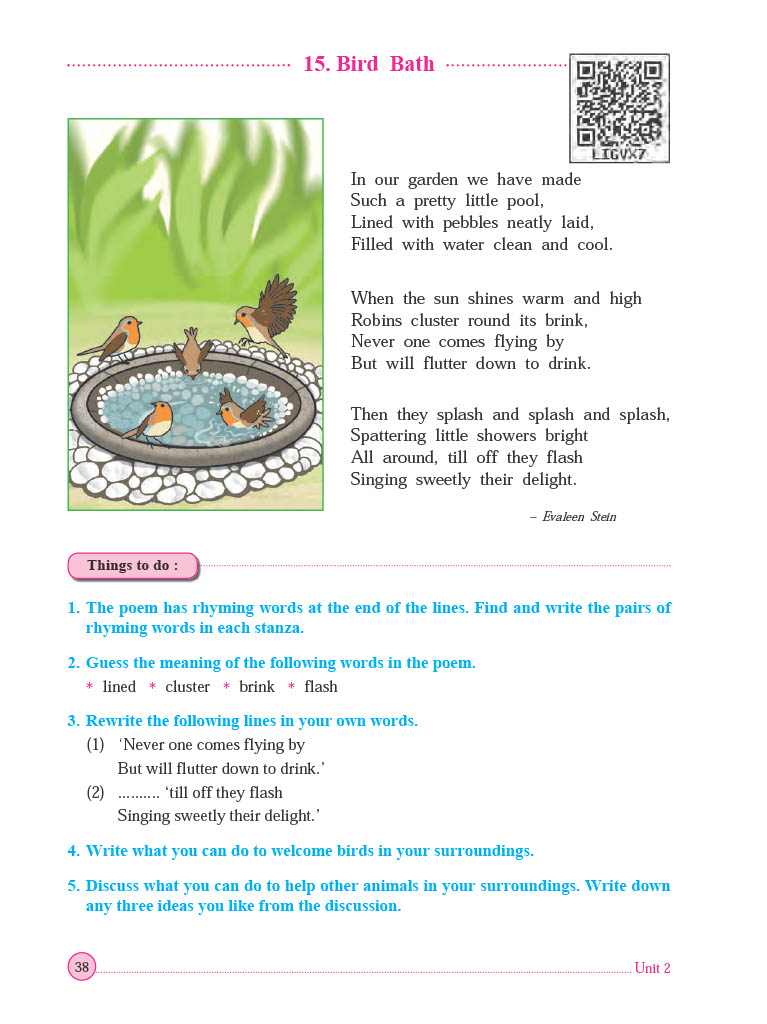 15. Bird Bath
LIGVX7
In our garden we have made
Such a pretty little pool,
Lined with pebbles neatly laid,
Filled with water clean and cool.
When the sun shines warm and high
Robins cluster round its brink,
Never one comes flying by
But will flutter down to drink.
Then they splash and splash and splash,
Spattering little showers bright
All around, till off they flash
Singing sweetly their delight.
– Evaleen Stein
Things to do :
1. The poem has rhyming words at the end of the lines. Find and write the pairs of
rhyming words in each stanza.
2. Guess the meaning of the following words in the poem.
* lined * cluster * brink * flash
3. Rewrite the following lines in your own words.
(1) ‘Never one comes flying by
But will flutter down to drink.’
(2) .......... ‘till off they flash
Singing sweetly their delight.’
4. Write what you can do to welcome birds in your surroundings.
5. Discuss what you can do to help other animals in your surroundings. Write down
any three ideas you like from the discussion.
38
Unit 2